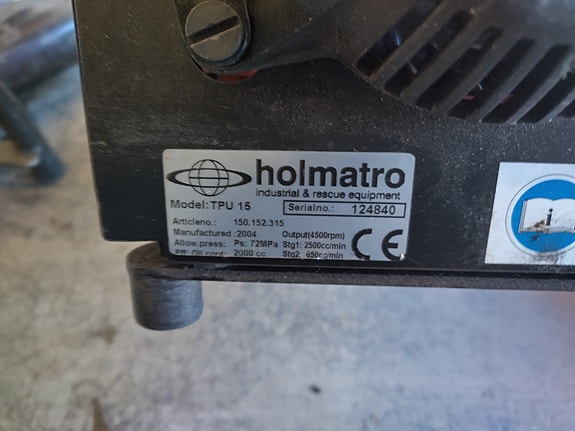 holmatro
industrial & rescue equipment
Model: TPU 15 Serialno.: 124840
Articleno.: 150.152.315
Manufactured :2004 Output(4500rpm)
Allow.press: Ps: 72MPa Stg1: 2500cc/min
Eff. Oil cont: 2000 cc Stg2: 650cc/min
CE